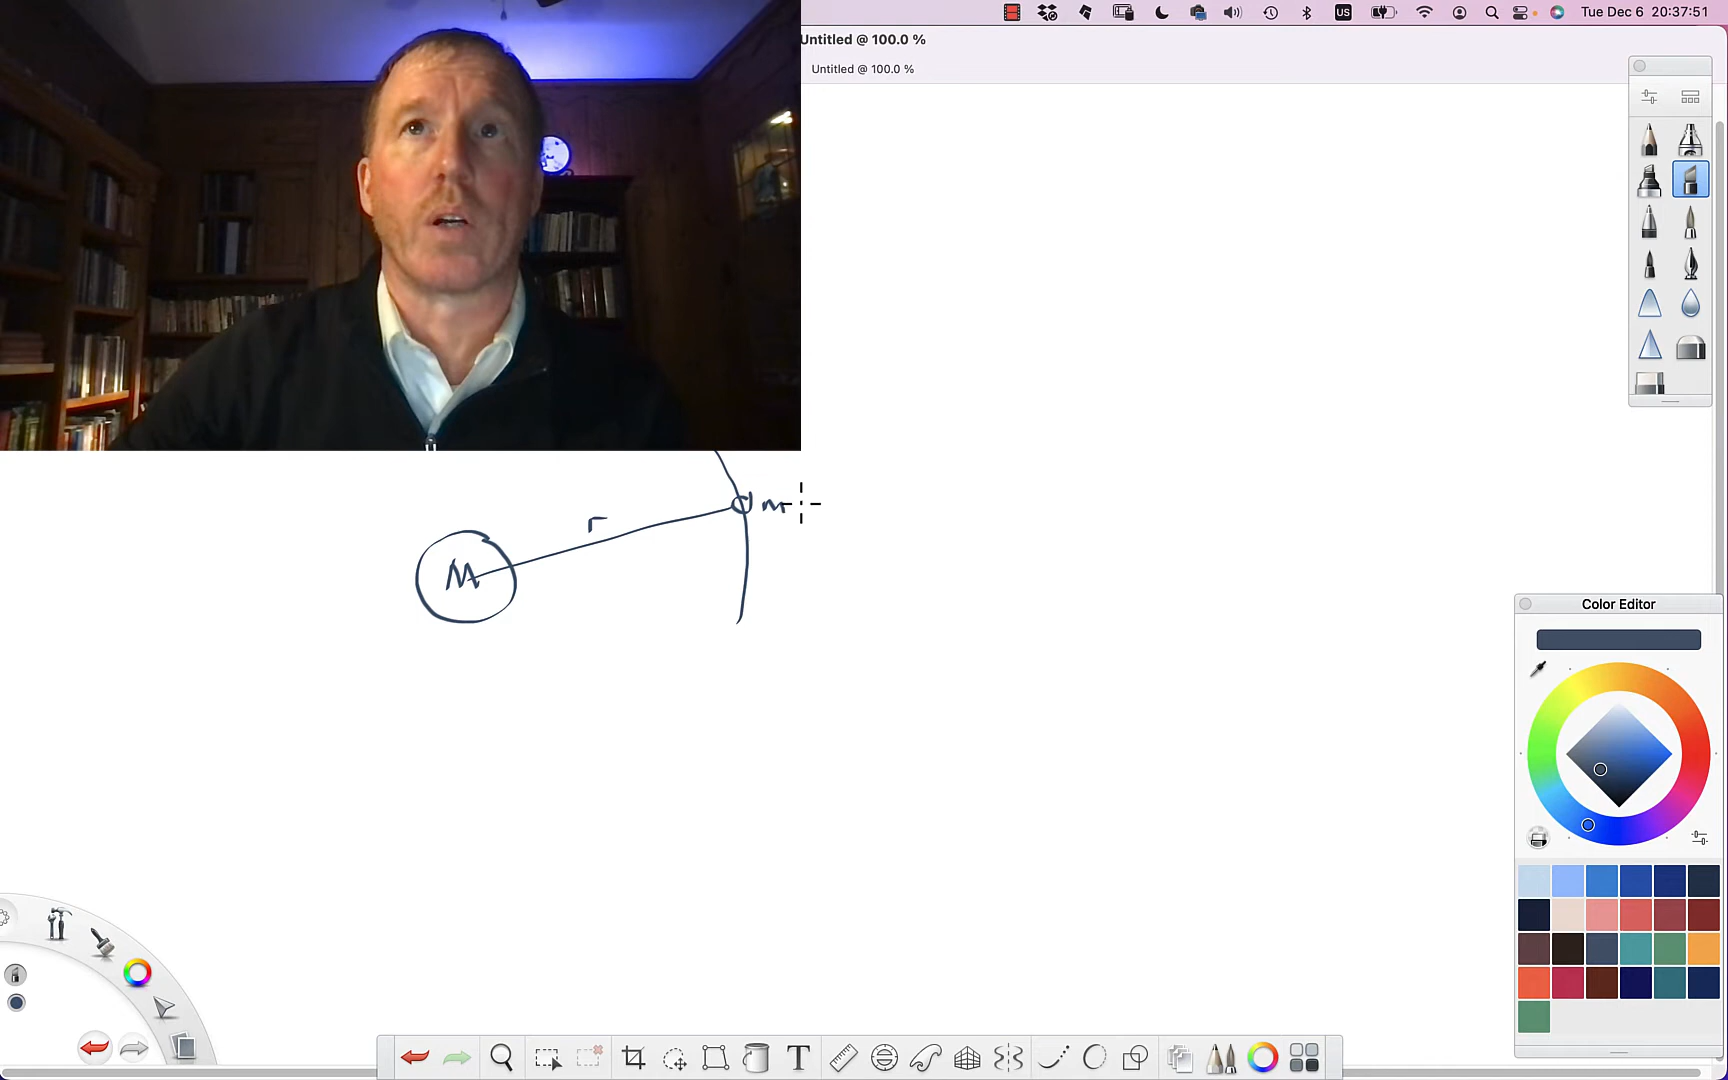 US
Tue Dec 6 20:37:51
Untitled @ 100.0 %
Untitled @ 100.0 %
m
r
M
Color Editor
T